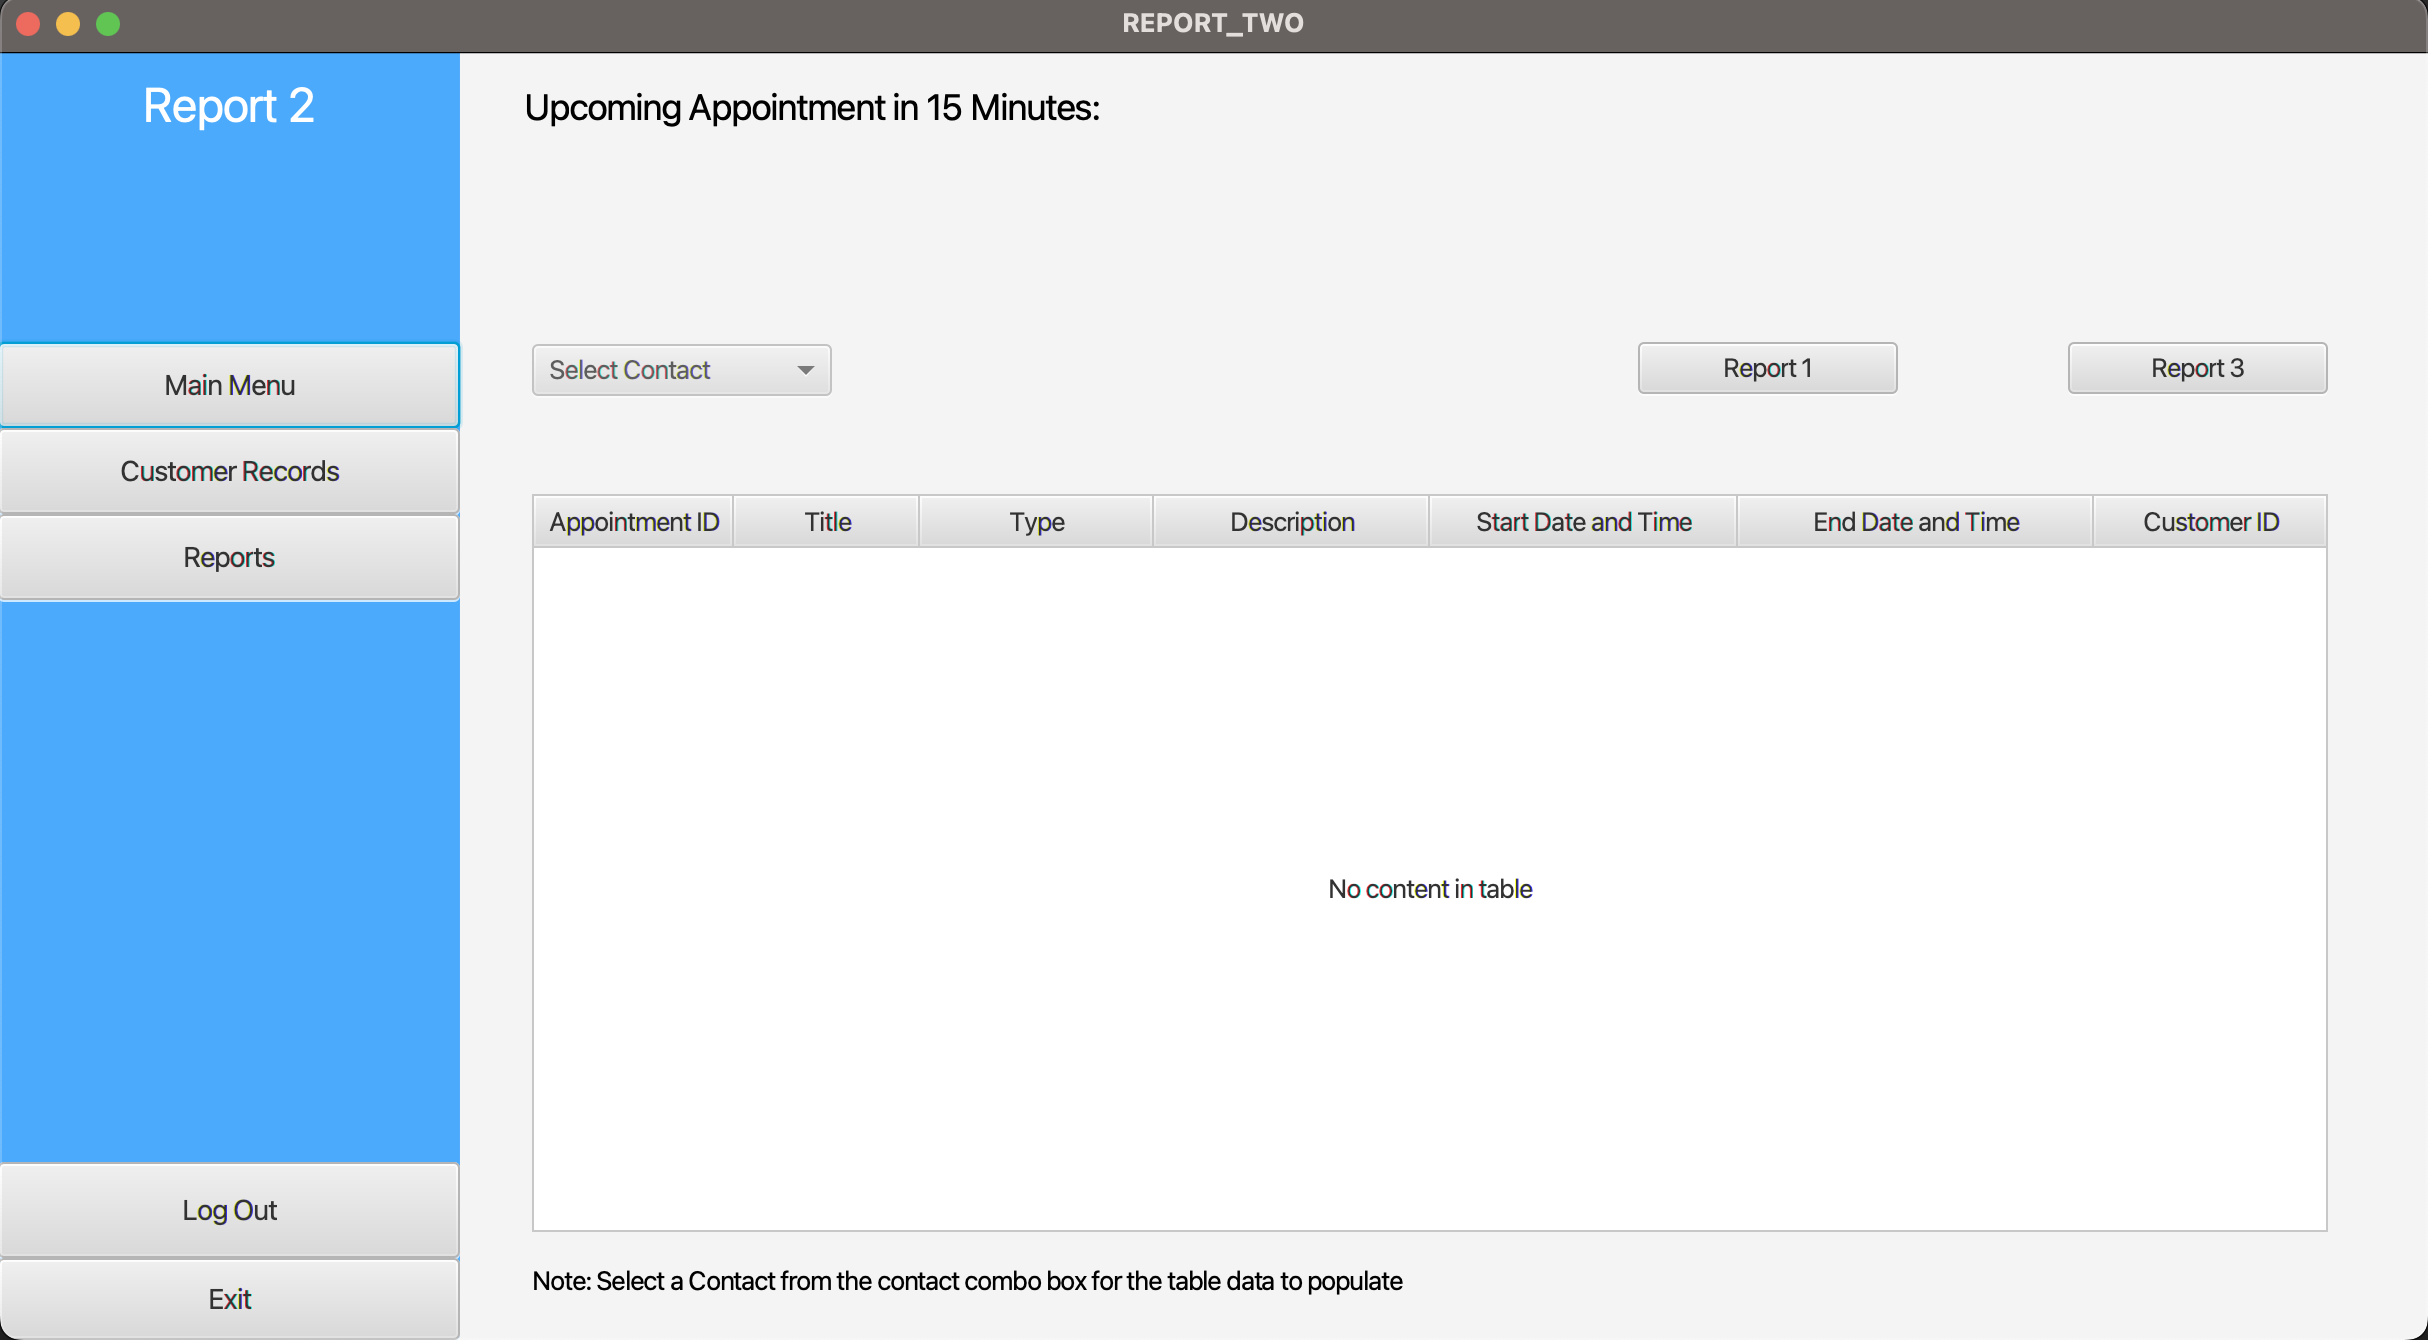 REPORT_TWO
Report 2
Upcoming Appointment in 15 Minutes:
Main Menu
Customer Records
Reports
Log Out
Exit
Select Contact
Report 1
Report 3
Appointment ID Title Type Description Start Date and Time End Date and Time Customer ID
No content in table
Note: Select a Contact from the contact combo box for the table data to populate